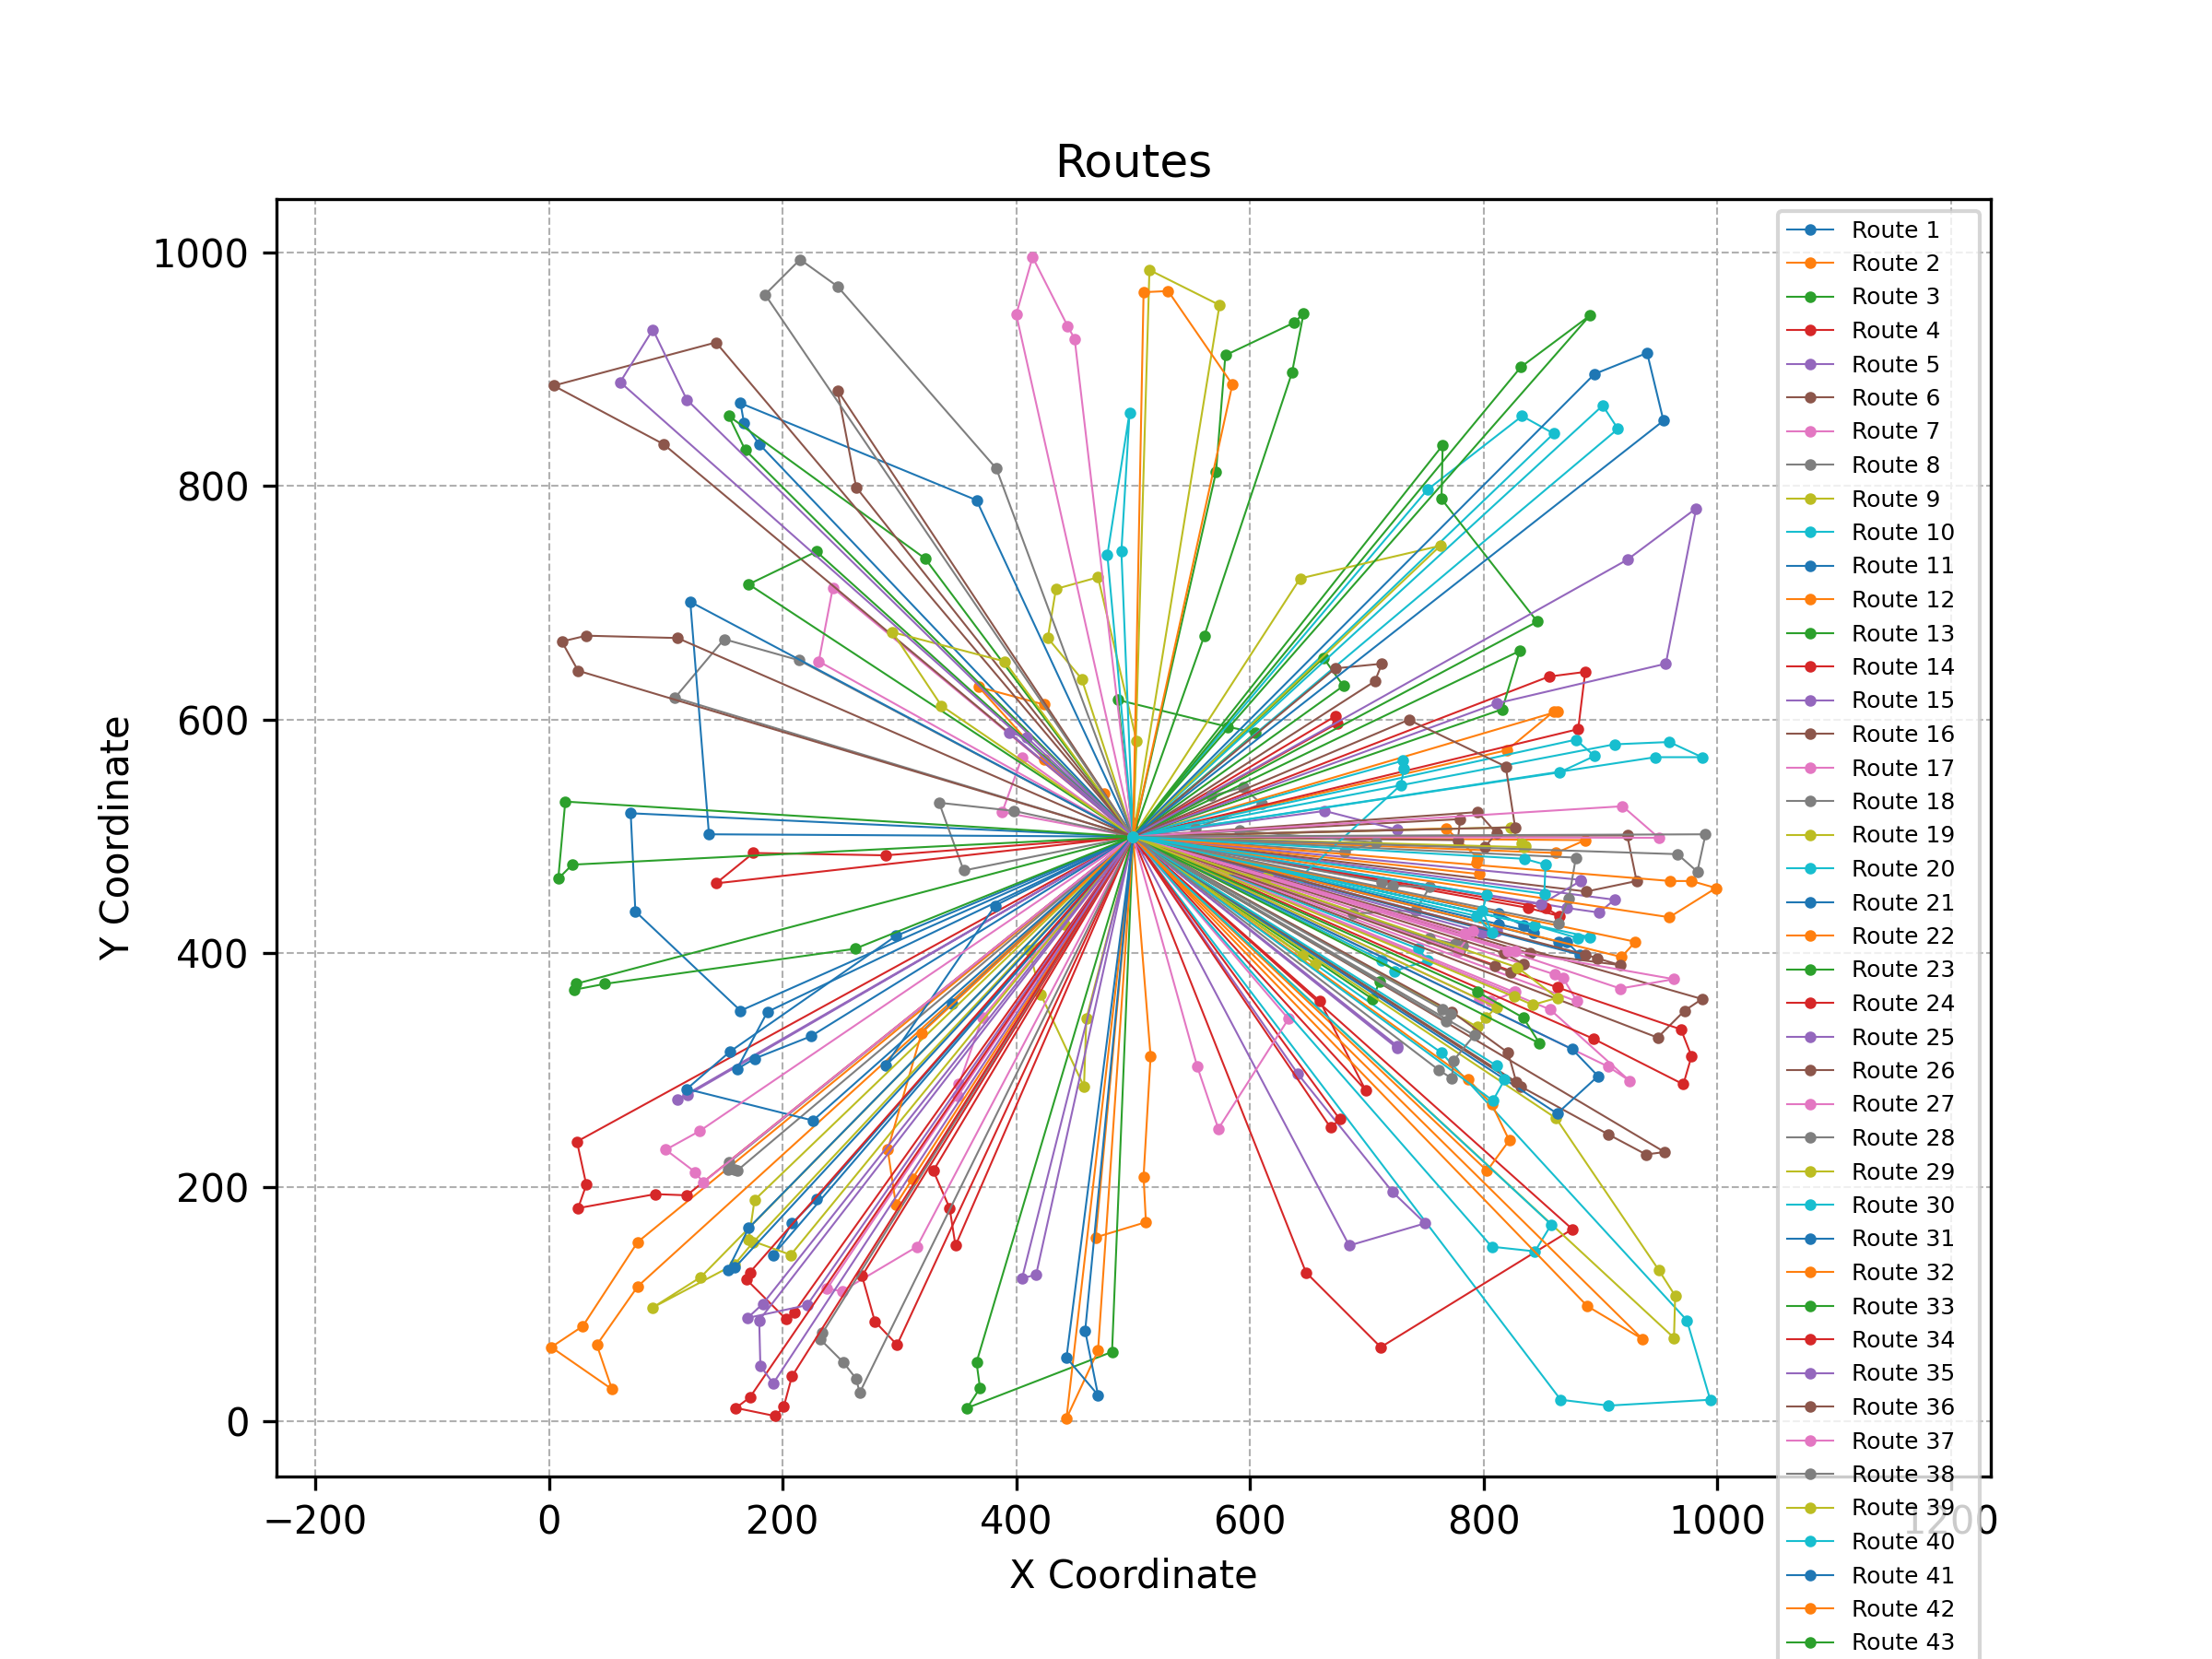 Routes
1000
800
600
400
200
0
Y Coordinate
−200 0 200 400 600 800 1000 1200
X Coordinate
Route 1
Route 2
Route 3
Route 4
Route 5
Route 6
Route 7
Route 8
Route 9
Route 10
Route 11
Route 12
Route 13
Route 14
Route 15
Route 16
Route 17
Route 18
Route 19
Route 20
Route 21
Route 22
Route 23
Route 24
Route 25
Route 26
Route 27
Route 28
Route 29
Route 30
Route 31
Route 32
Route 33
Route 34
Route 35
Route 36
Route 37
Route 38
Route 39
Route 40
Route 41
Route 42
Route 43